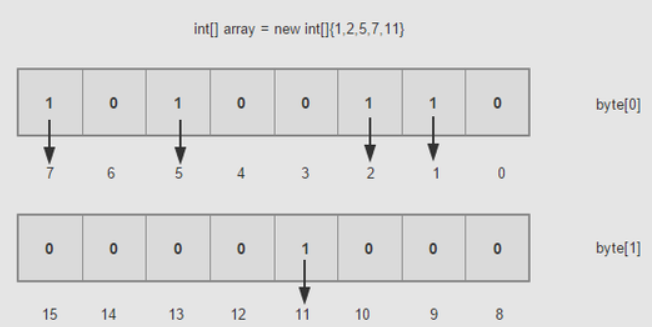 int[] array = new int[]{1,2,5,7,11}
1 0 1 0 0 1 1 0 byte[0]
7 6 5 4 3 2 1 0
0 0 0 0 1 0 0 0 byte[1]
15 14 13 12 11 10 9 8